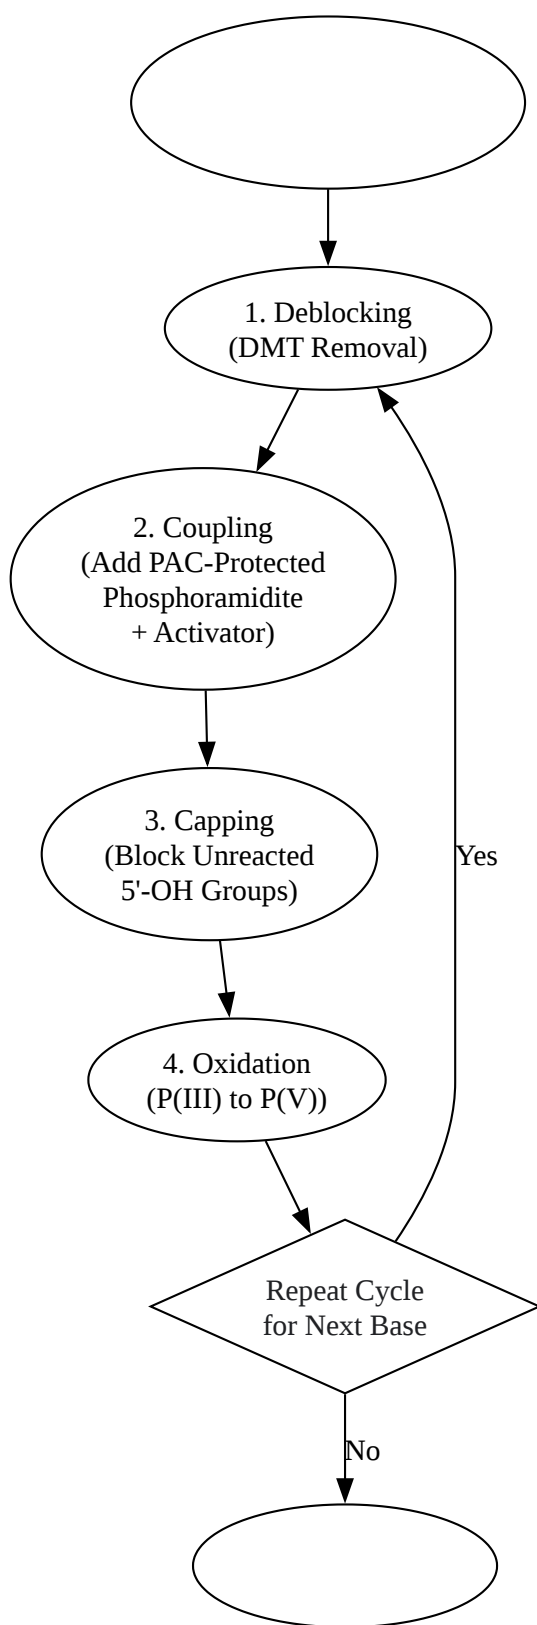 1. Deblocking
(DMT Removal)
2. Coupling
(Add PAC-Protected
Phosphoramidite
+ Activator)
3. Capping
(Block Unreacted
5'-OH Groups)
Yes
4. Oxidation
(P(III) to P(V))
Repeat Cycle
for Next Base
No